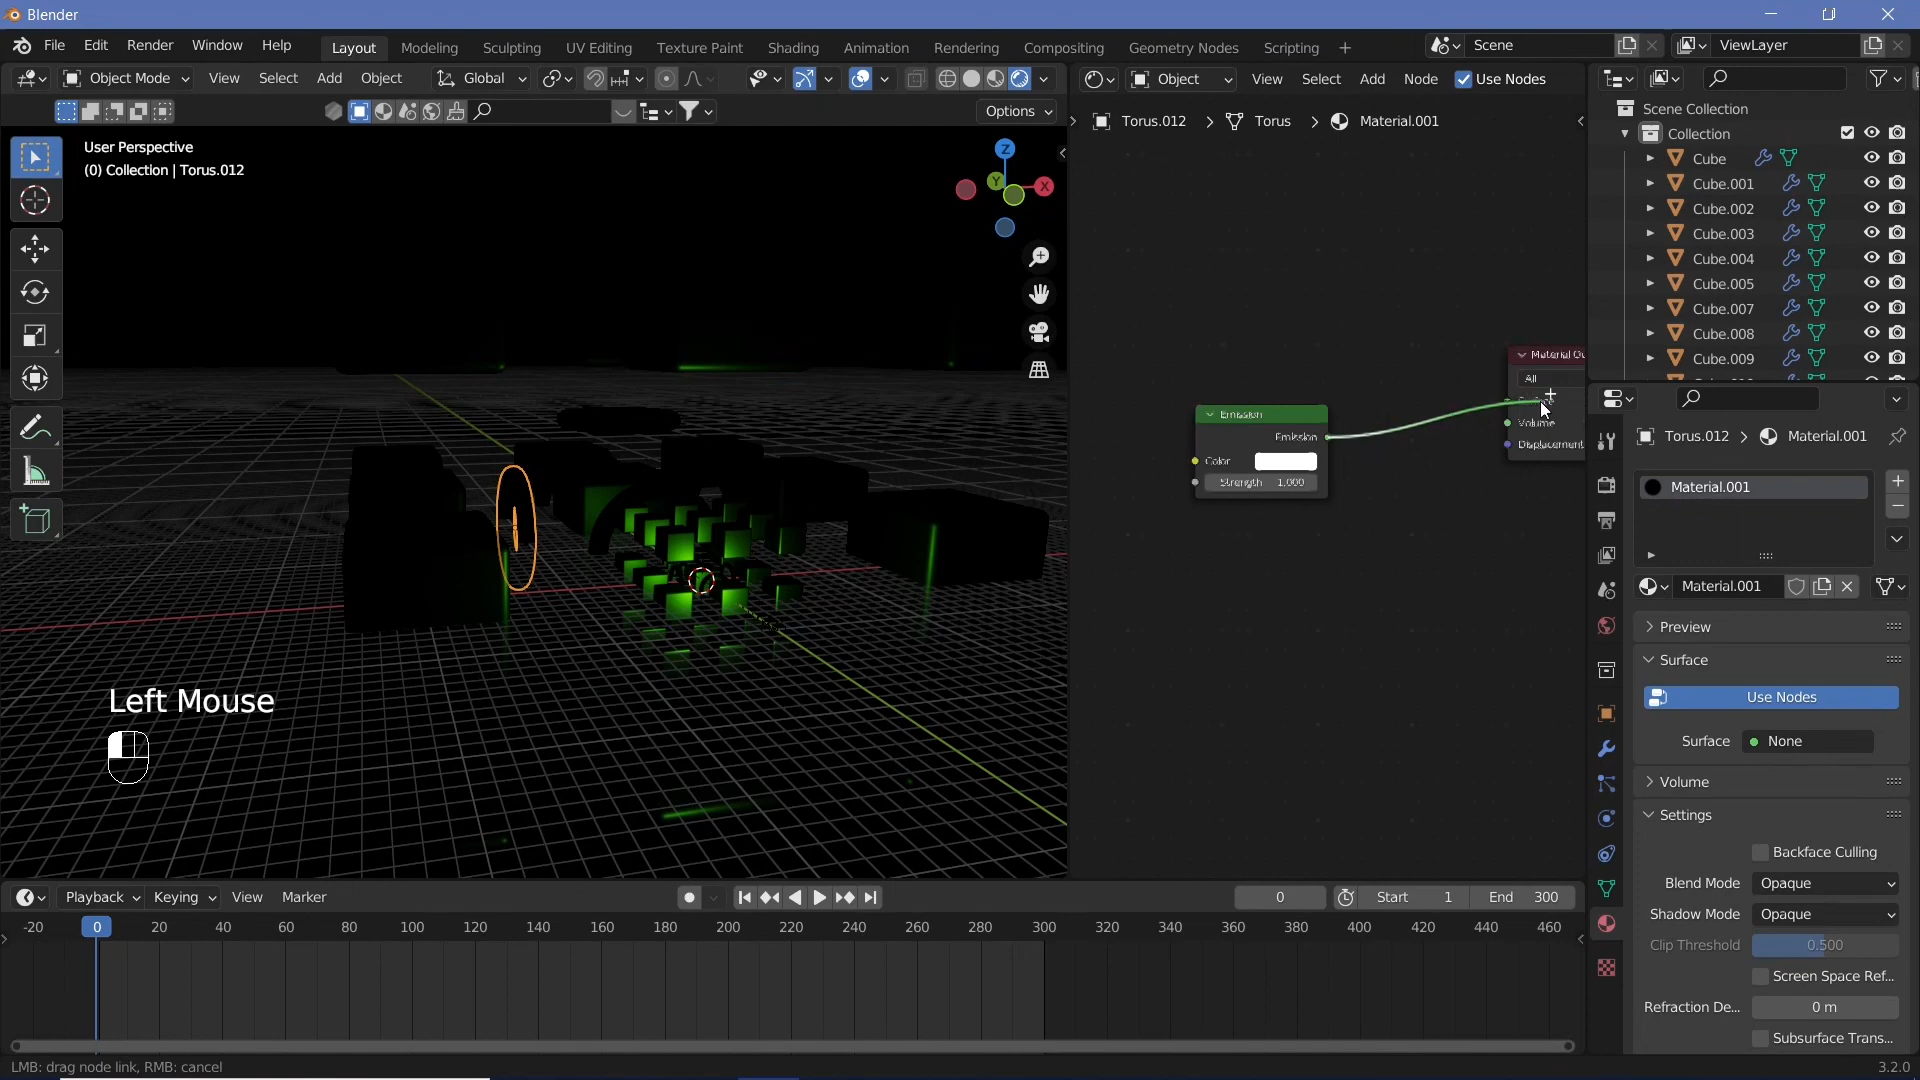 Blender
File Edit Render Window Help Layout Modeling Sculpting UV Editing Texture Paint Shading Animation Rendering Compositing Geometry Nodes Scripting + Scene ViewLayer
Object Mode View Select Add Object Global
Object View Select Add Node Use Nodes
Options
User Perspective
(0) Collection | Torus.012
Z
Y
X
Torus.012 > Torus > Material.001
Emission
Emission
Color
Strength 1.000
Material Ou
All
Volume
Displacement
Scene Collection
Collection
Cube
Cube.001
Cube.002
Cube.003
Cube.004
Cube.005
Cube.007
Cube.008
Cube.009
Torus.012 > Material.001
Material.001
Material.001
Preview
Surface
Use Nodes
Surface None
Volume
Settings
Backface Culling
Blend Mode Opaque
Shadow Mode Opaque
Clip Threshold 0.500
Screen Space Ref...
Refraction De... 0 m
Subsurface Trans...
Left Mouse
Playback Keying View Marker 0 Start 1 End 300
-20 0 20 40 60 80 100 120 140 160 180 200 220 240 260 280 300 320 340 360 380 400 420 440 460
LMB: drag node link, RMB: cancel
3.2.0